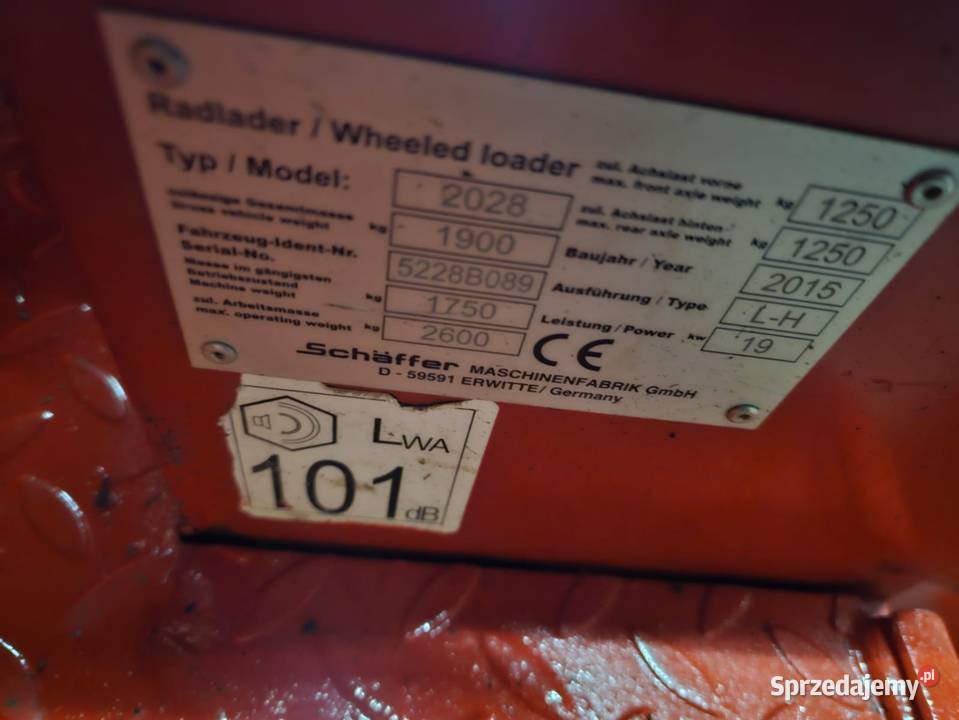 Radlader / Wheeled loader
Typ / Model: 2028
zulässige Gesamtmasse
Gross vehicle weight kg 1900
Fahrzeug-Ident-Nr.
Serial-No. 5228B089
Masse im gängigsten
Betriebszustand
Machine weight kg 1750
zul. Arbeitsmasse
max. operating weight kg 2600
zul. Achslast vorne
max. front axle weight kg 1250
zul. Achslast hinten
max. rear axle weight kg 1250
Baujahr / Year 2015
Ausführung / Type L-H
Leistung / Power kw 19
CE
Schäffer MASCHINENFABRIK GmbH
D - 59591 ERWITTE / Germany
LWA
101 dB
Sprzedajemy.pl